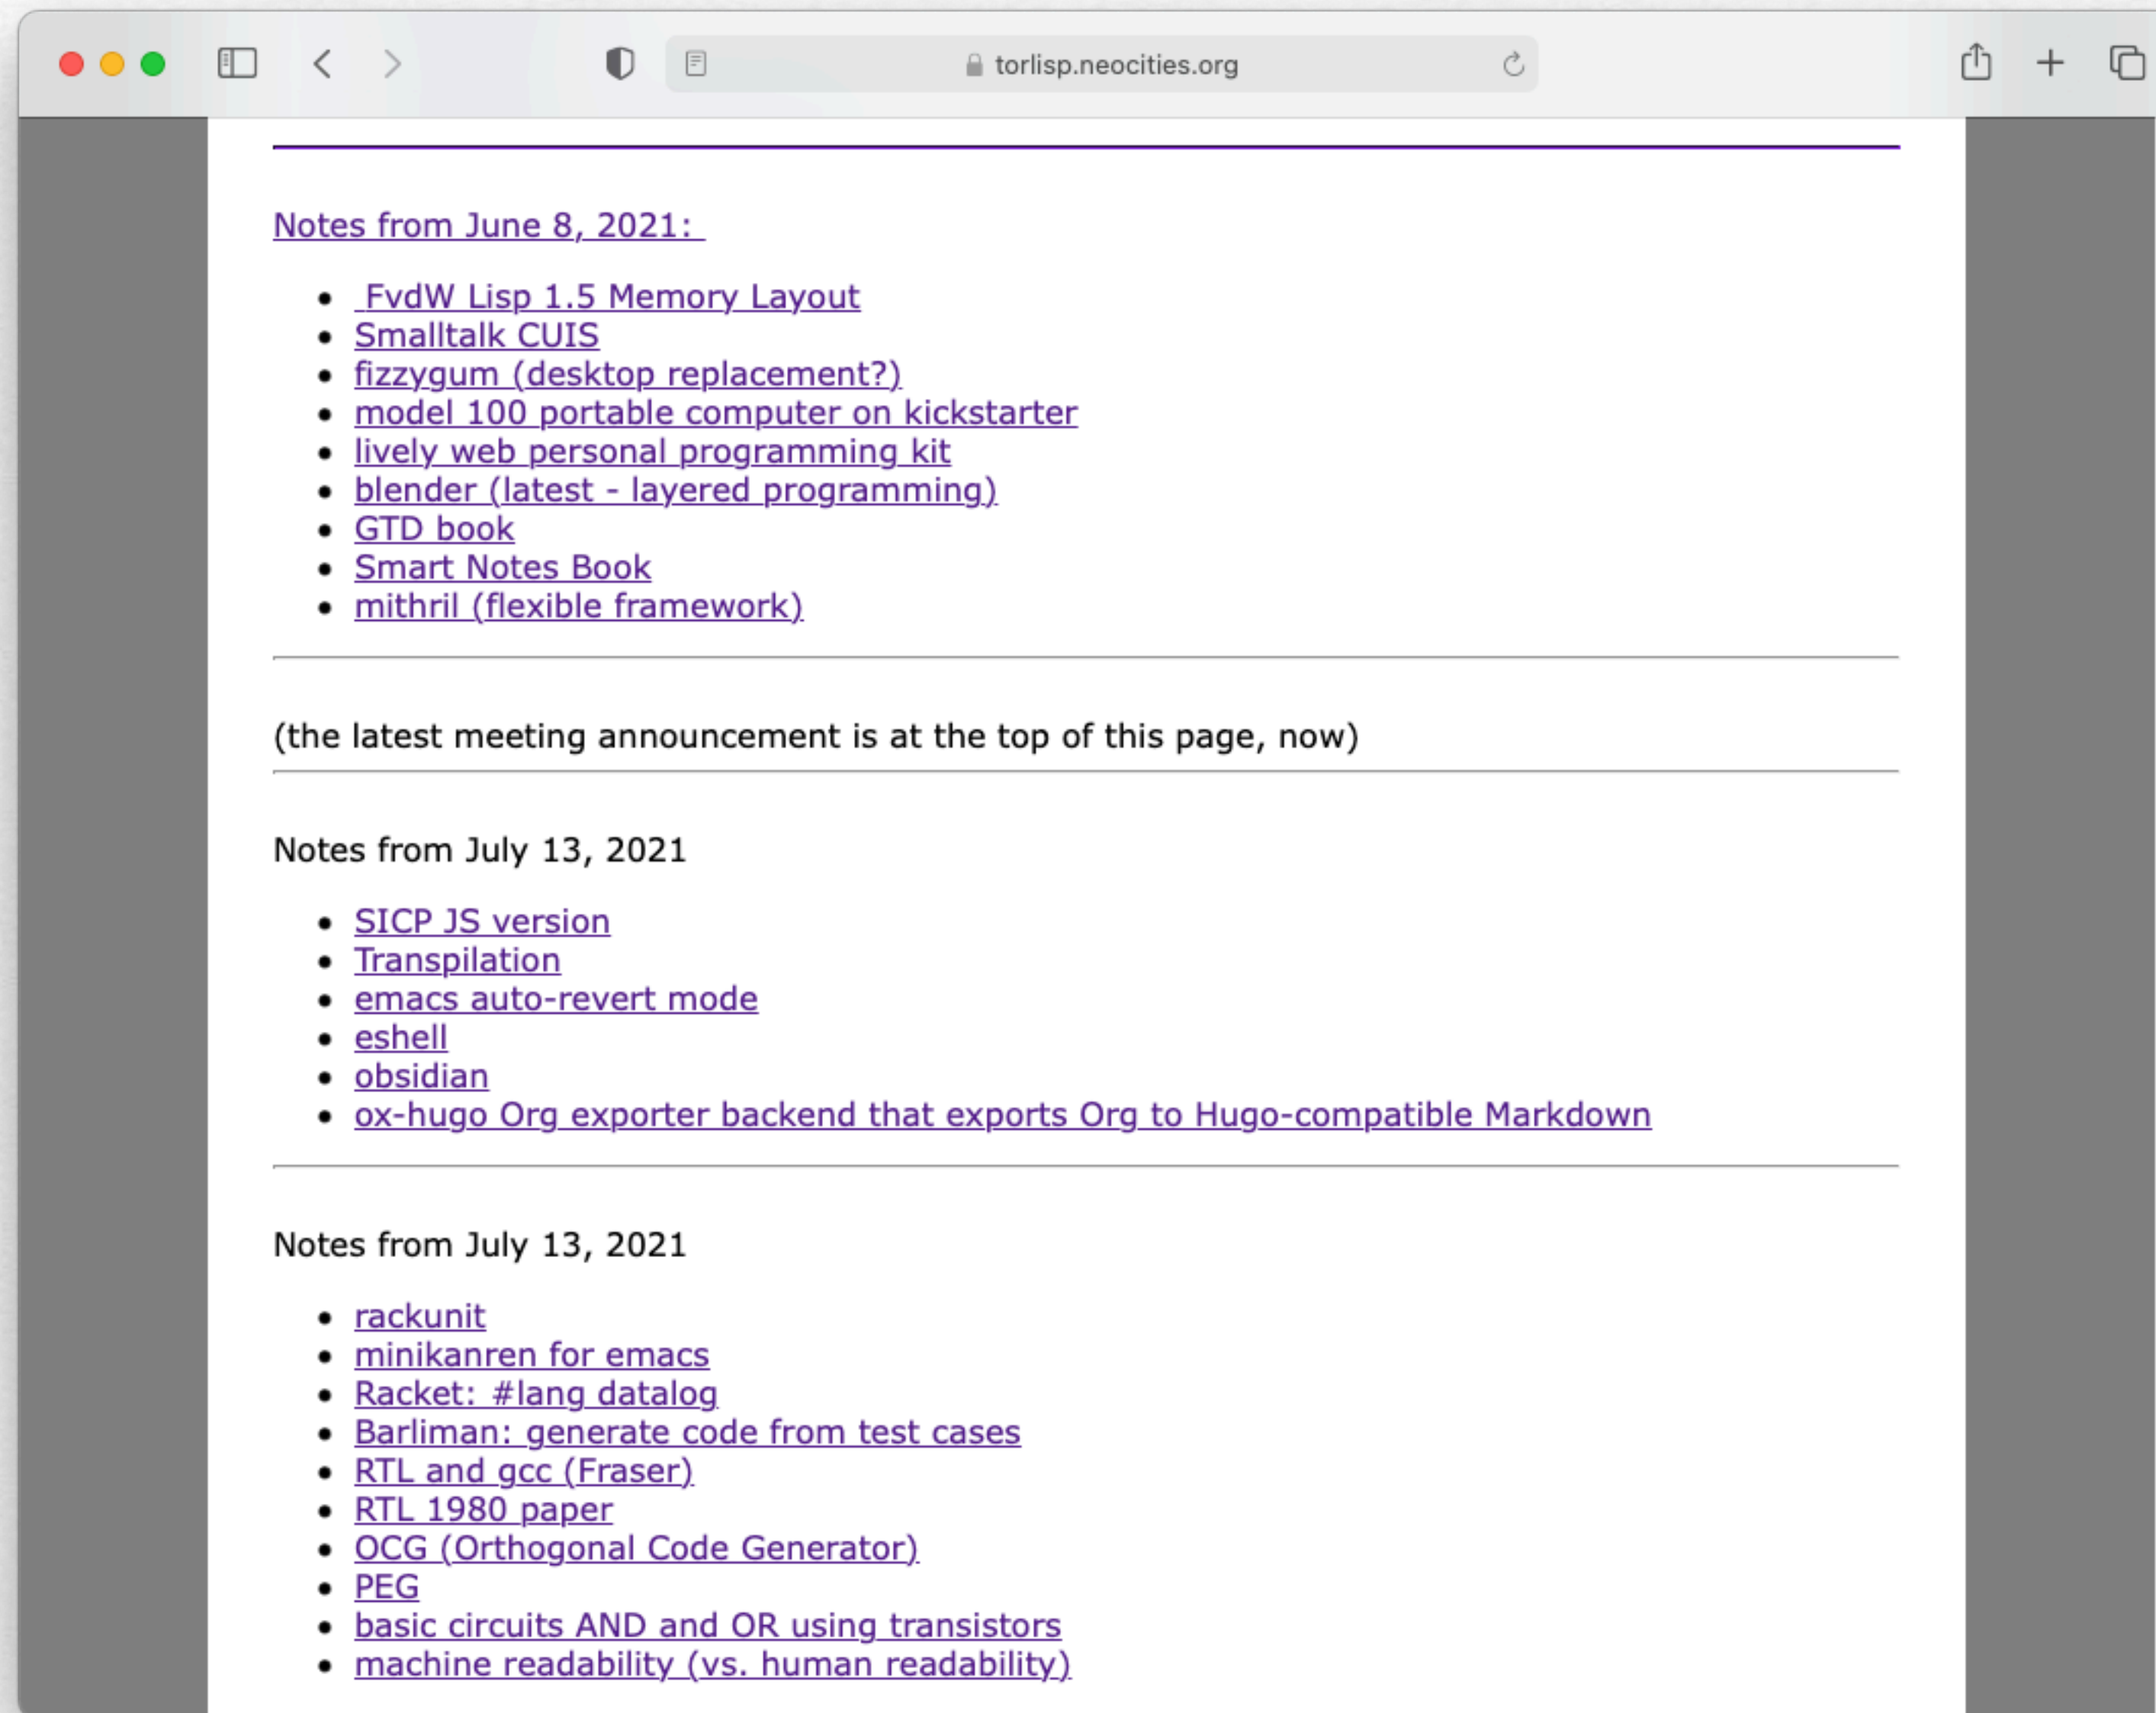 torlisp.neocities.org
Notes from June 8, 2021:
FvdW Lisp 1.5 Memory Layout
Smalltalk CUIS
fizzygum (desktop replacement?)
model 100 portable computer on kickstarter
lively web personal programming kit
blender (latest - layered programming)
GTD book
Smart Notes Book
mithril (flexible framework)
(the latest meeting announcement is at the top of this page, now)
Notes from July 13, 2021
SICP JS version
Transpilation
emacs auto-revert mode
eshell
obsidian
ox-hugo Org exporter backend that exports Org to Hugo-compatible Markdown
Notes from July 13, 2021
rackunit
minikanren for emacs
Racket: #lang datalog
Barliman: generate code from test cases
RTL and gcc (Fraser)
RTL 1980 paper
OCG (Orthogonal Code Generator)
PEG
basic circuits AND and OR using transistors
machine readability (vs. human readability)